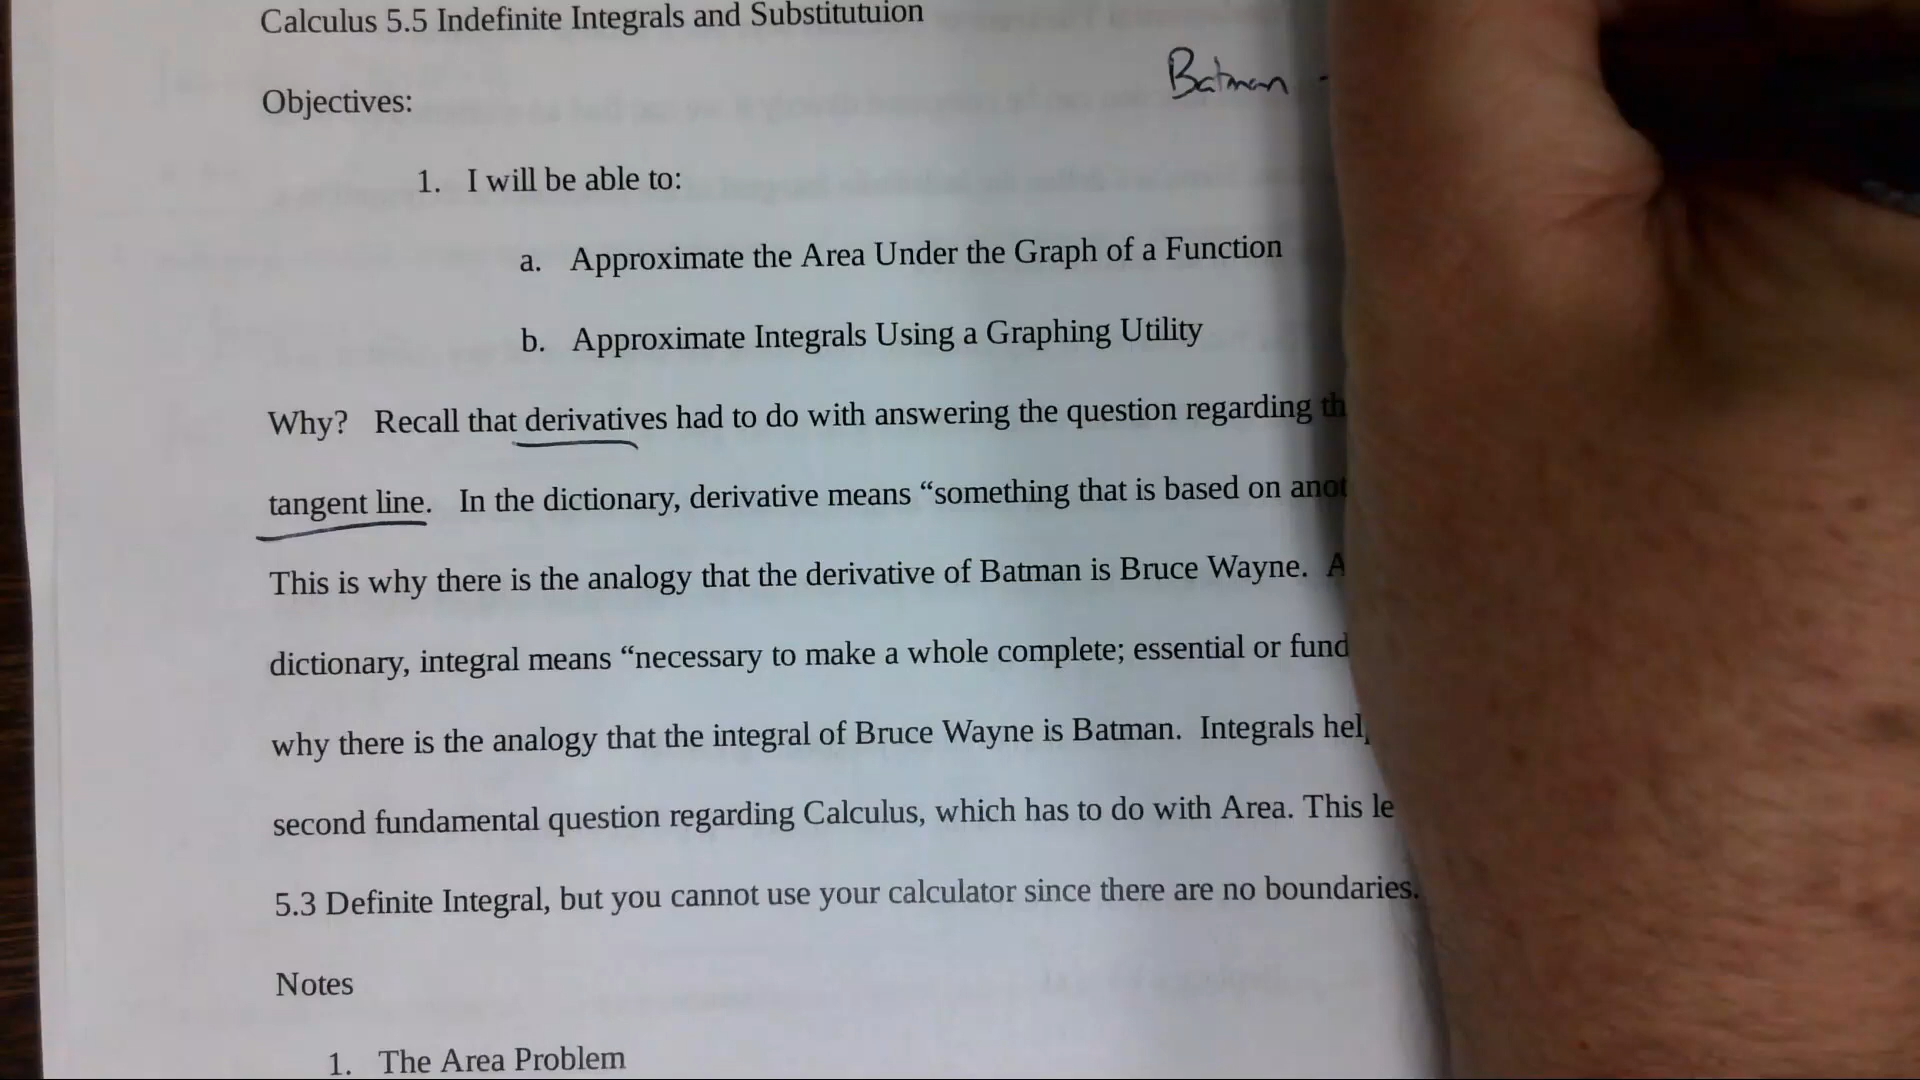 Calculus 5.5 Indefinite Integrals and Substitutuion
Batman -
Objectives:
1. I will be able to:
a. Approximate the Area Under the Graph of a Function
b. Approximate Integrals Using a Graphing Utility
Why? Recall that derivatives had to do with answering the question regarding
tangent line. In the dictionary, derivative means “something that is based on
This is why there is the analogy that the derivative of Batman is Bruce Wayne.
dictionary, integral means “necessary to make a whole complete; essential or
why there is the analogy that the integral of Bruce Wayne is Batman. Integrals
second fundamental question regarding Calculus, which has to do with Area. This
5.3 Definite Integral, but you cannot use your calculator since there are no boundaries.
Notes
1. The Area Problem